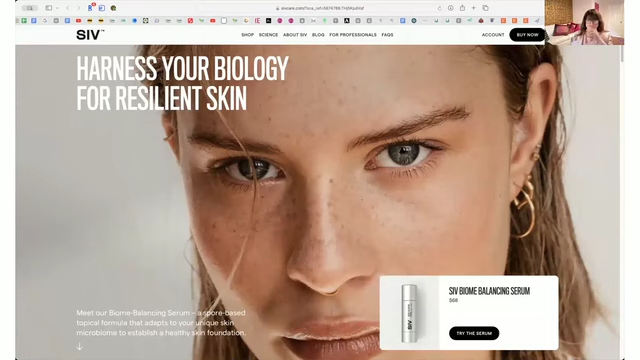 SIV™
SHOP SCIENCE ABOUT SIV BLOG FOR PROFESSIONALS FAQS
ACCOUNT BUY NOW
HARNESS YOUR BIOLOGY
FOR RESILIENT SKIN
SIV BIOME BALANCING SERUM
$68
SIV
TRY THE SERUM
Meet our Biome-Balancing Serum – a spore-based
topical formula that adapts to your unique skin
microbiome to establish a healthy skin foundation.